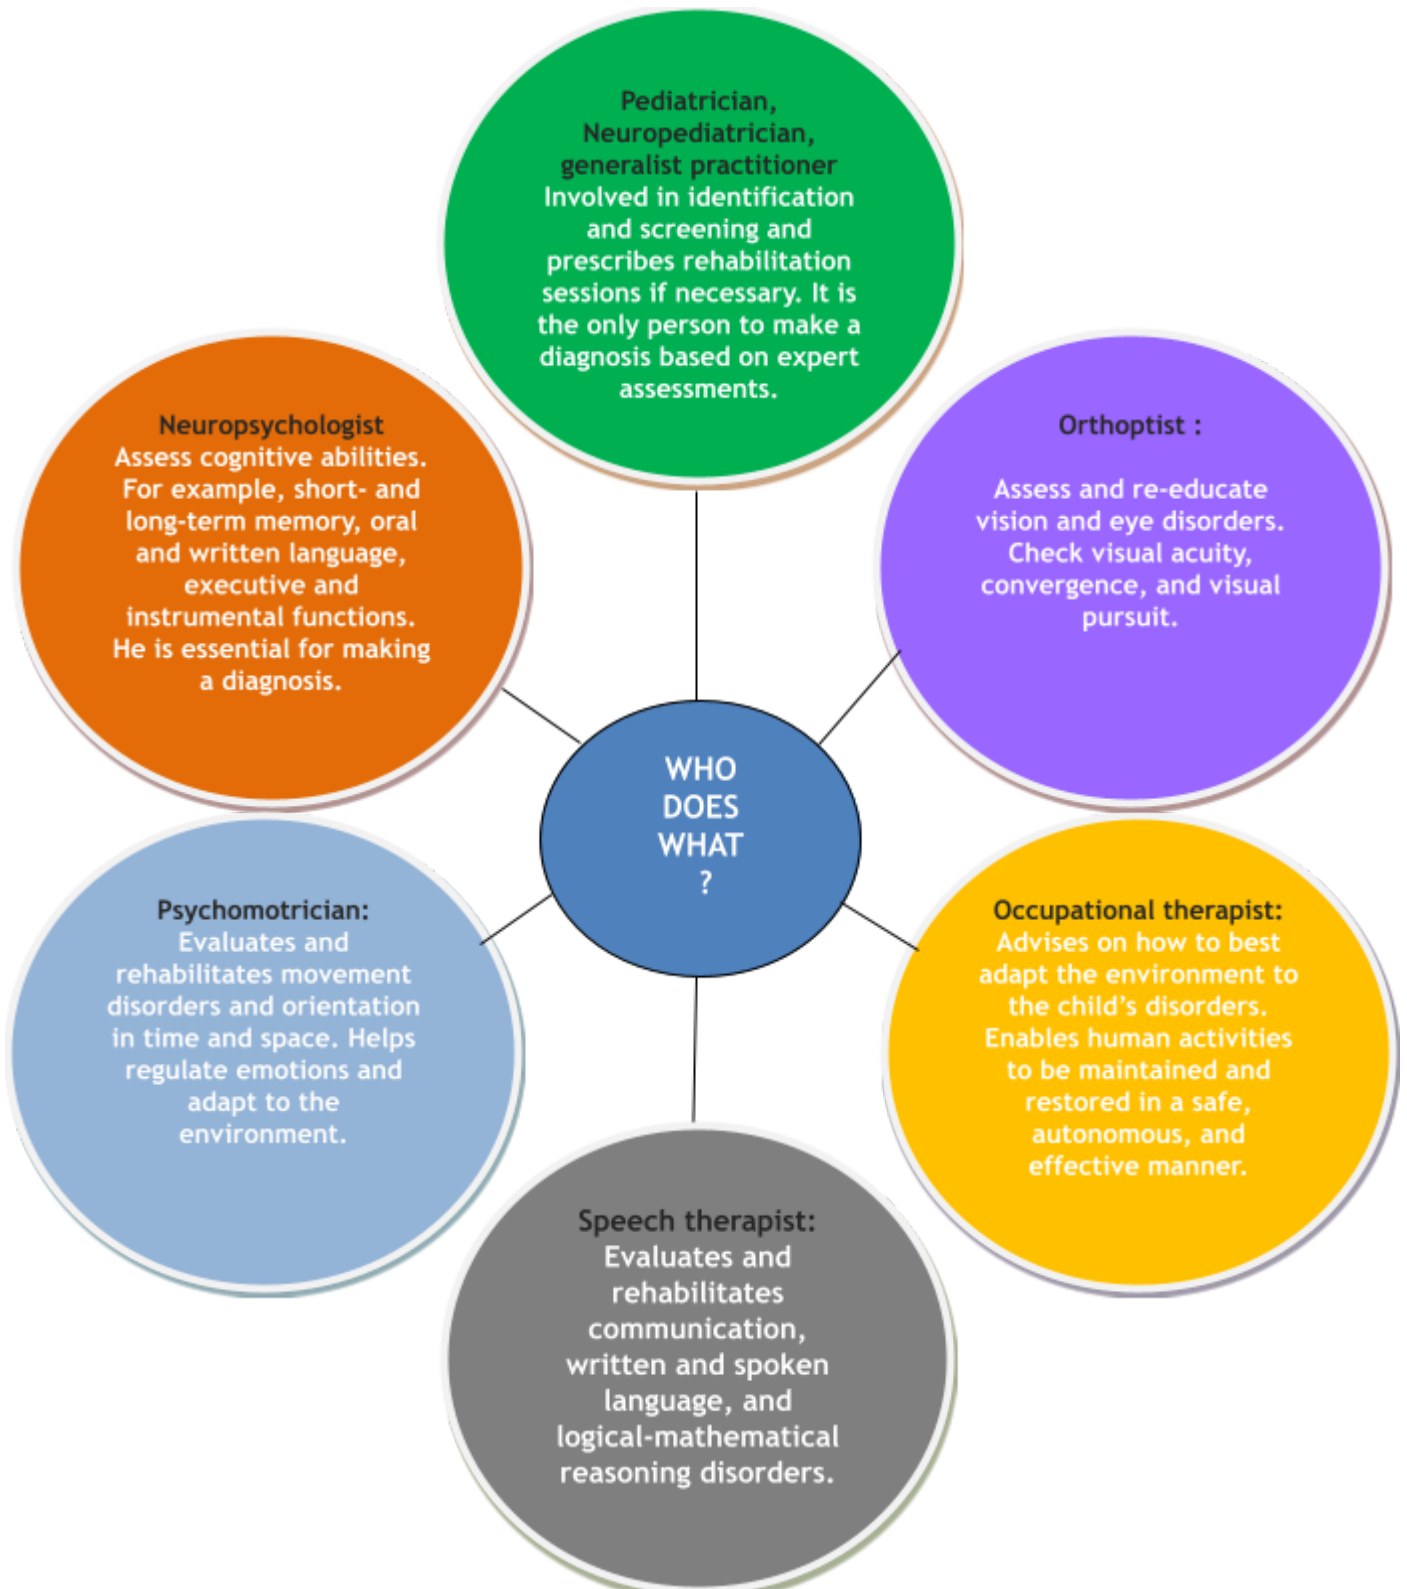 Pediatrician,
Neuropediatrician,
generalist practitioner
Involved in identification
and screening and
prescribes rehabilitation
sessions if necessary. It is
the only person to make a
diagnosis based on expert
assessments.
Neuropsychologist
Assess cognitive abilities.
For example, short- and
long-term memory, oral
and written language,
executive and
instrumental functions.
He is essential for making
a diagnosis.
Orthoptist :
Assess and re-educate
vision and eye disorders.
Check visual acuity,
convergence, and visual
pursuit.
WHO
DOES
WHAT
?
Psychomotrician:
Evaluates and
rehabilitates movement
disorders and orientation
in time and space. Helps
regulate emotions and
adapt to the
environment.
Occupational therapist:
Advises on how to best
adapt the environment to
the child’s disorders.
Enables human activities
to be maintained and
restored in a safe,
autonomous, and
effective manner.
Speech therapist:
Evaluates and
rehabilitates
communication,
written and spoken
language, and
logical-mathematical
reasoning disorders.